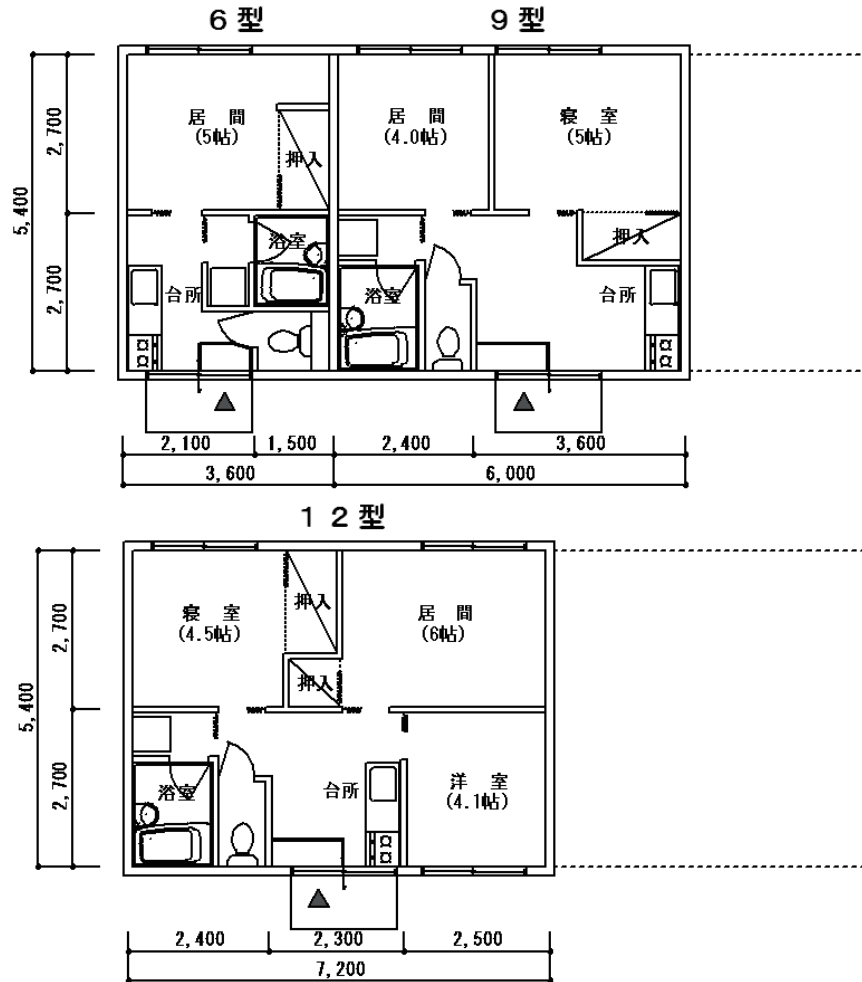 ６型
９型
居 間
(5帖)
押入
居 間
(4.0帖)
寝 室
(5帖)
押入
浴室
台所
浴室
台所
2,700
5,400
2,700
2,100
1,500
2,400
3,600
3,600
6,000
１２型
寝 室
(4.5帖)
押入
居 間
(6帖)
押入
浴室
台所
洋 室
(4.1帖)
2,700
5,400
2,700
2,400
2,300
2,500
7,200